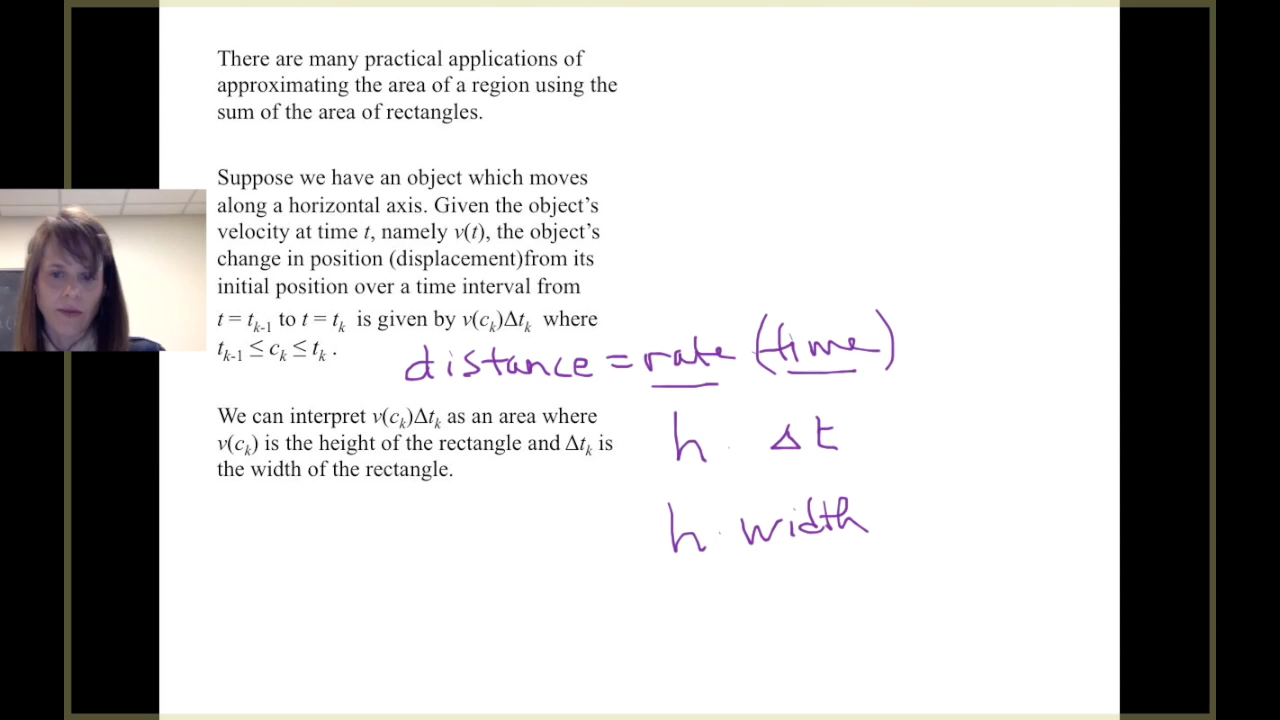 There are many practical applications of
approximating the area of a region using the
sum of the area of rectangles.
Suppose we have an object which moves
along a horizontal axis. Given the object's
velocity at time t, namely v(t), the object's
change in position (displacement)from its
initial position over a time interval from
t = tₖ₋₁ to t = tₖ is given by v(cₖ)Δtₖ where
tₖ₋₁ ≤ cₖ ≤ tₖ .
distance = rate (time)
We can interpret v(cₖ)Δtₖ as an area where
v(cₖ) is the height of the rectangle and Δtₖ is
the width of the rectangle.
h · Δt
h · width